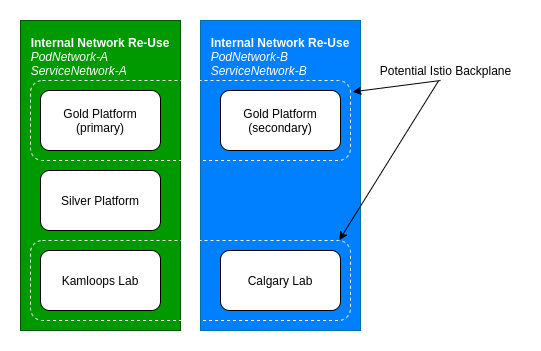 Internal Network Re-Use
PodNetwork-A
ServiceNetwork-A
Internal Network Re-Use
PodNetwork-B
ServiceNetwork-B
Potential Istio Backplane
Gold Platform
(primary)
Gold Platform
(secondary)
Silver Platform
Kamloops Lab
Calgary Lab